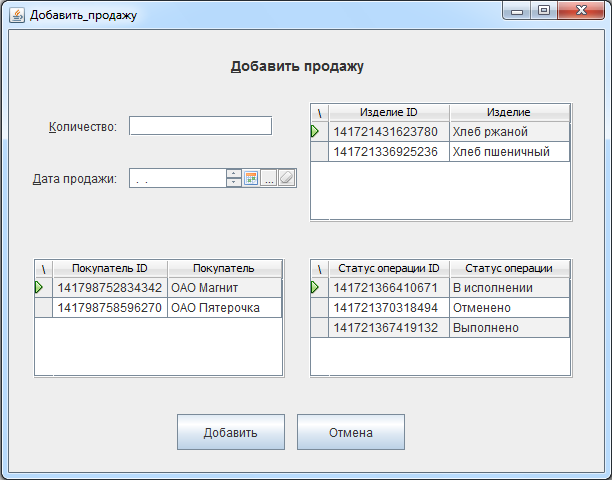 Добавить_продажу
Добавить продажу
Количество:
Дата продажи: . . ...
\ Изделие ID Изделие
141721431623780 Хлеб ржаной
141721336925236 Хлеб пшеничный
\ Покупатель ID Покупатель
141798752834342 ОАО Магнит
141798758596270 ОАО Пятерочка
\ Статус операции ID Статус операции
141721366410671 В исполнении
141721370318494 Отменено
141721367419132 Выполнено
Добавить Отмена